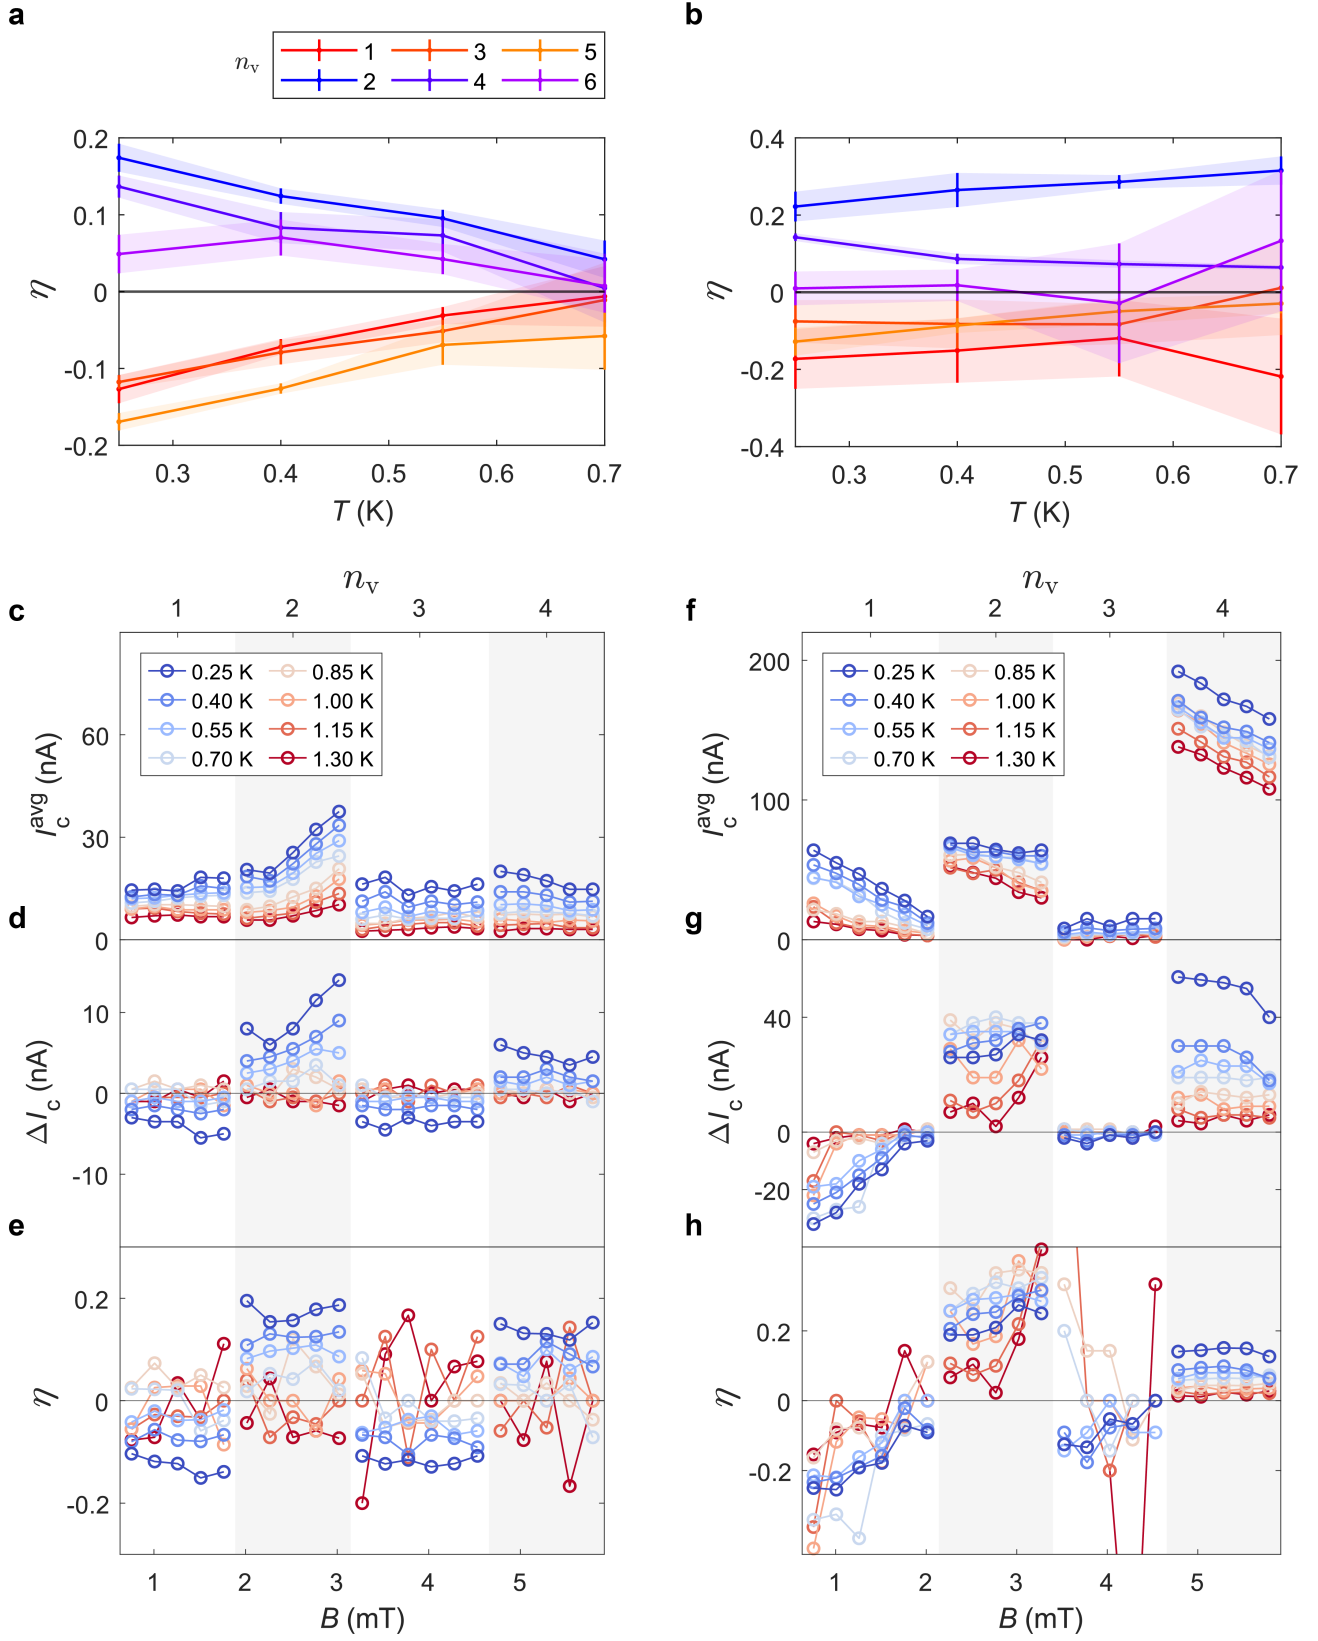 a
b
n_v
1 3 5
2 4 6
0.2
0.1
0
-0.1
-0.2
η
0.3 0.4 0.5 0.6 0.7
T (K)
0.4
0.2
0
-0.2
-0.4
η
0.3 0.4 0.5 0.6 0.7
T (K)
c
n_v
1 2 3 4
0.25 K 0.85 K
0.40 K 1.00 K
0.55 K 1.15 K
0.70 K 1.30 K
60
30
0
I_c^avg (nA)
d
10
0
-10
ΔI_c (nA)
e
0.2
0
-0.2
η
1 2 3 4 5
B (mT)
f
n_v
1 2 3 4
0.25 K 0.85 K
0.40 K 1.00 K
0.55 K 1.15 K
0.70 K 1.30 K
200
100
0
I_c^avg (nA)
g
40
0
-20
ΔI_c (nA)
h
0.2
0
-0.2
η
1 2 3 4 5
B (mT)